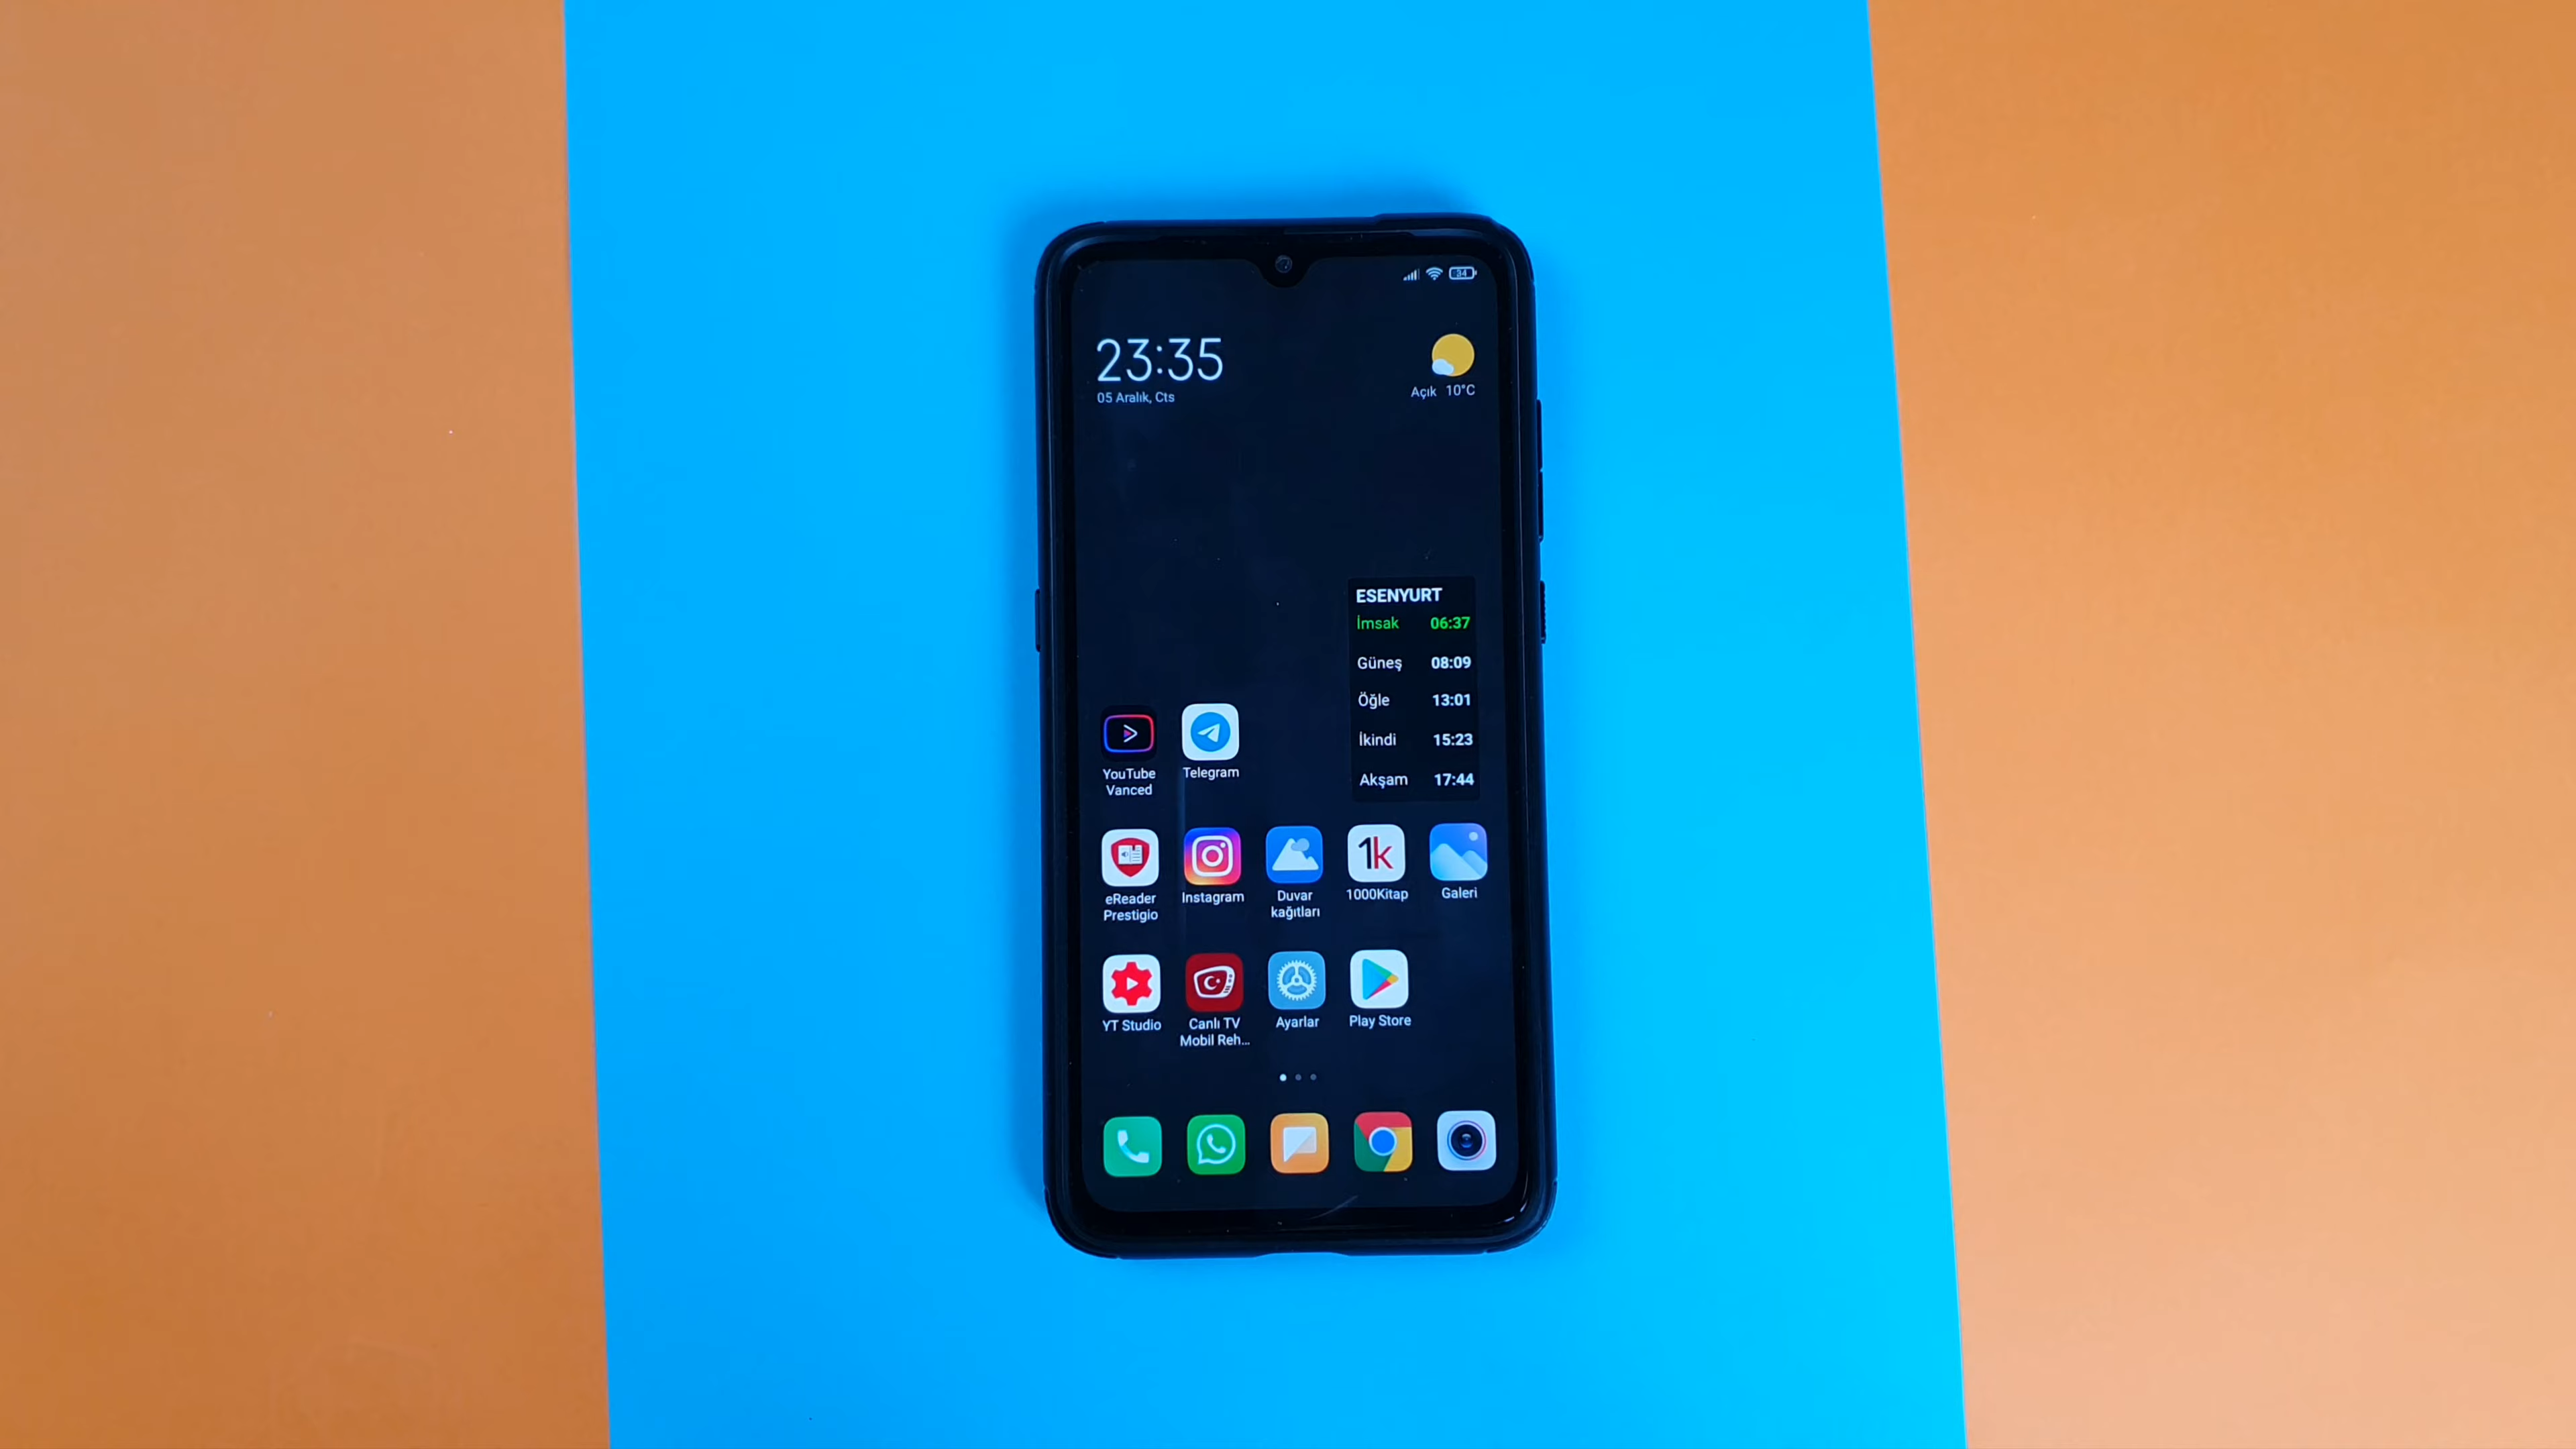 34
23:35
05 Aralık, Cts
Açık 10°C
ESENYURT
İmsak 06:37
Güneş 08:09
Öğle 13:01
İkindi 15:23
Akşam 17:44
YouTube
Vanced
Telegram
eReader
Prestigio
Instagram
Duvar
kağıtları
1k
1000Kitap
Galeri
YT Studio
Canlı TV
Mobil Reh...
Ayarlar
Play Store